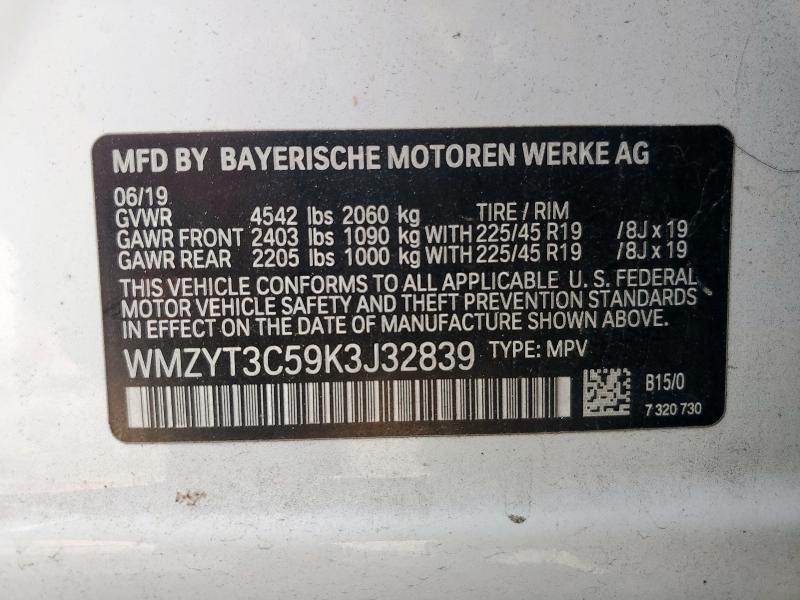 MFD BY BAYERISCHE MOTOREN WERKE AG
06/19
GVWR 4542 lbs 2060 kg TIRE / RIM
GAWR FRONT 2403 lbs 1090 kg WITH 225/45 R19 /8J x 19
GAWR REAR 2205 lbs 1000 kg WITH 225/45 R19 /8J x 19
THIS VEHICLE CONFORMS TO ALL APPLICABLE U. S. FEDERAL
MOTOR VEHICLE SAFETY AND THEFT PREVENTION STANDARDS
IN EFFECT ON THE DATE OF MANUFACTURE SHOWN ABOVE.
WMZYT3C59K3J32839 TYPE: MPV
B15/0
7 320 730